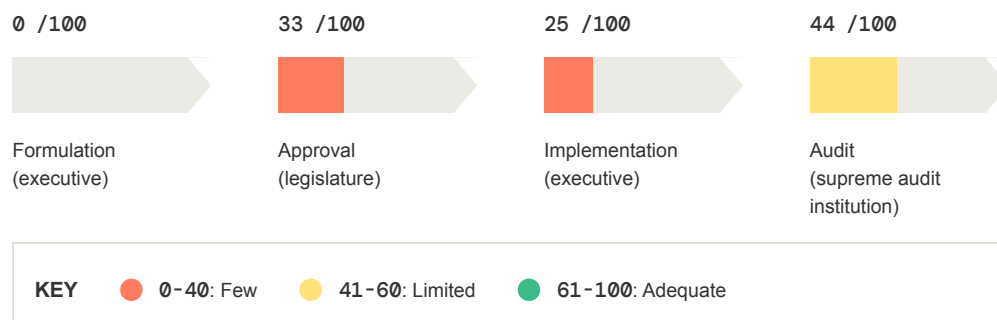 0 /100
33 /100
25 /100
44 /100
Formulation
(executive)
Approval
(legislature)
Implementation
(executive)
Audit
(supreme audit
institution)
KEY
0-40: Few
41-60: Limited
61-100: Adequate